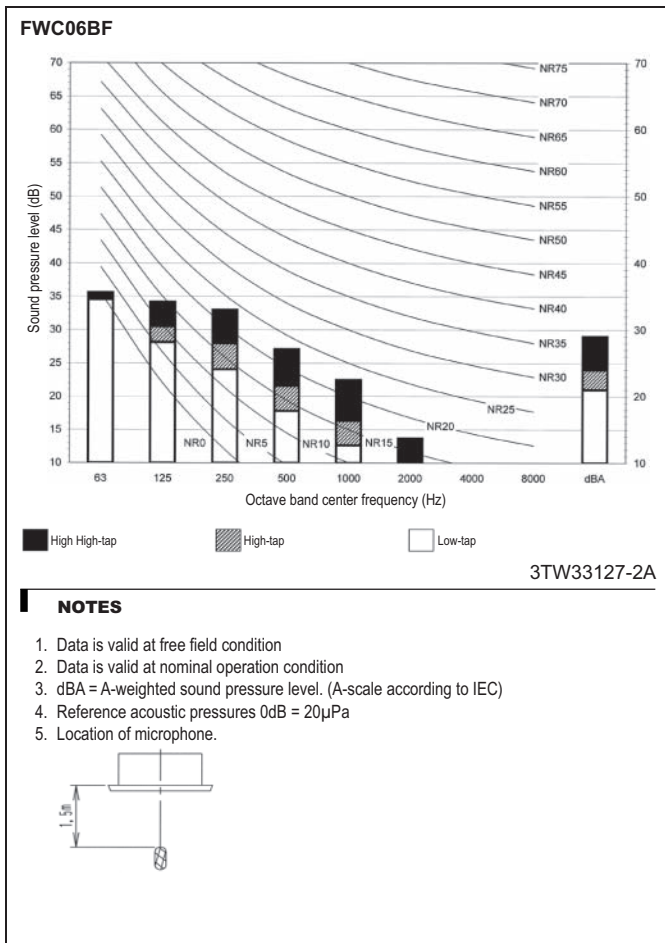 FWC06BF
70
65
60
55
50
45
40
35
30
25
20
15
10
Sound pressure level (dB)
70
60
50
40
30
20
10
NR75
NR70
NR65
NR60
NR55
NR50
NR45
NR40
NR35
NR30
NR25
NR20
NR0 NR5 NR10 NR15
63 125 250 500 1000 2000 4000 8000 dBA
Octave band center frequency (Hz)
High High-tap High-tap Low-tap
3TW33127-2A
NOTES
1. Data is valid at free field condition
2. Data is valid at nominal operation condition
3. dBA = A-weighted sound pressure level. (A-scale according to IEC)
4. Reference acoustic pressures 0dB = 20µPa
5. Location of microphone.
1,5m